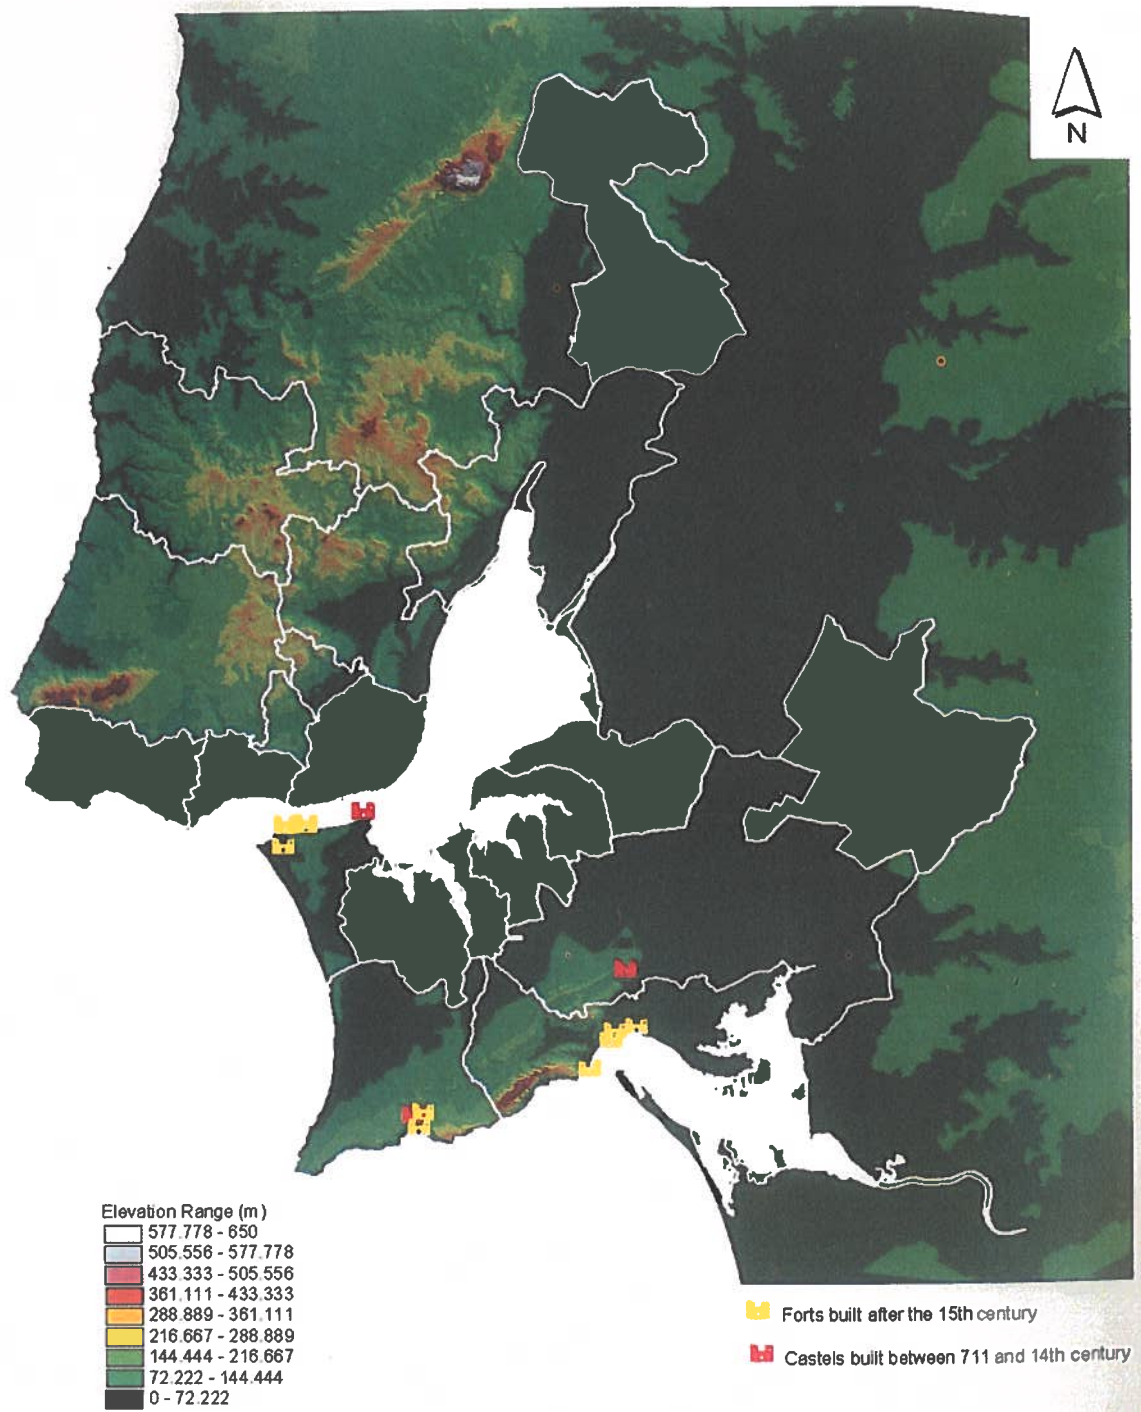 N
Elevation Range (m)
577.778 - 650
505.556 - 577.778
433.333 - 505.556
361.111 - 433.333
288.889 - 361.111
216.667 - 288.889
144.444 - 216.667
72.222 - 144.444
0 - 72.222
Forts built after the 15th century
Castels built between 711 and 14th century